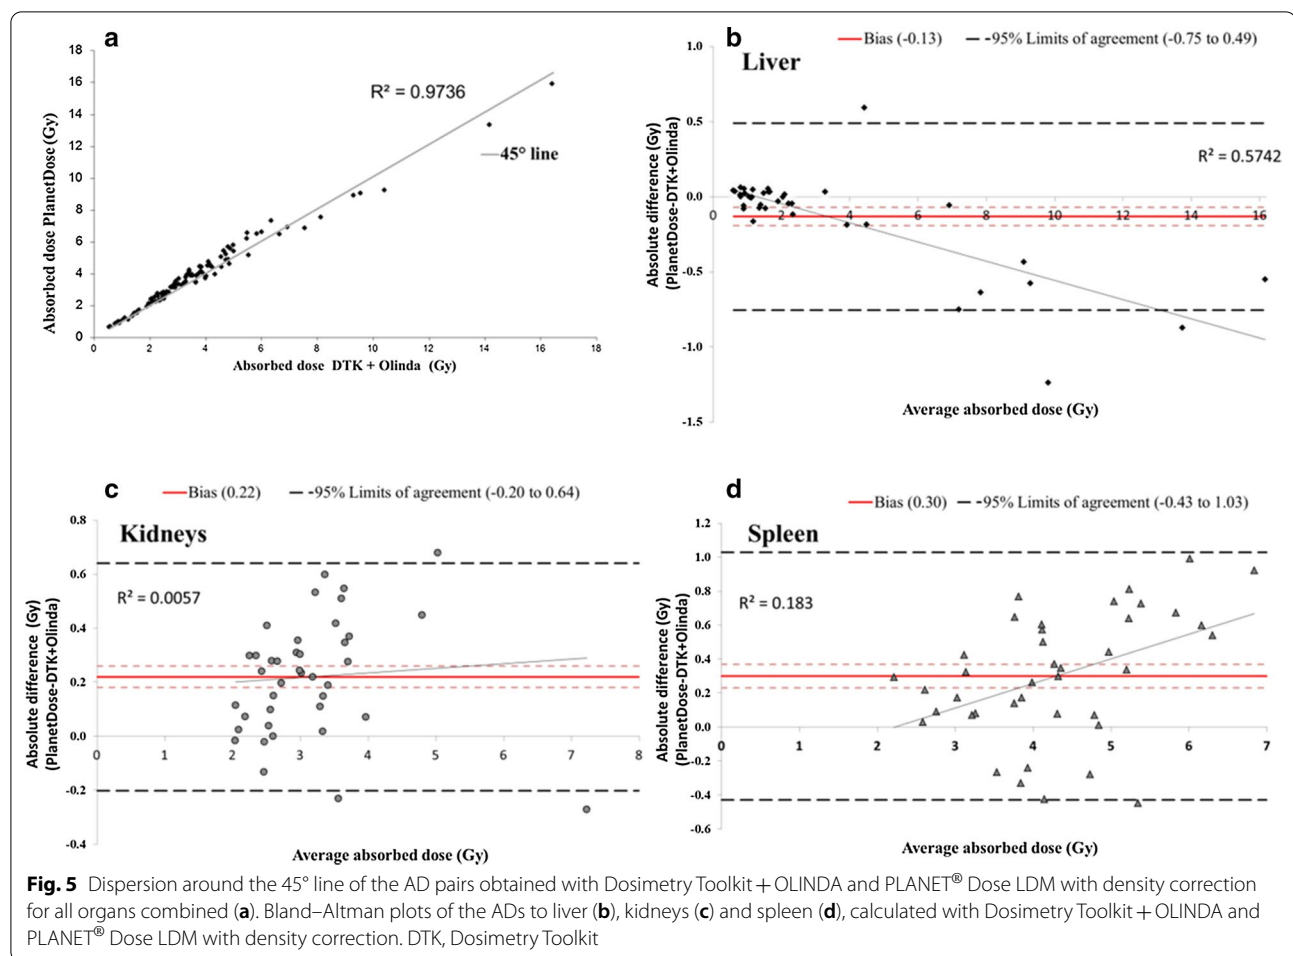 a
18
16
14
12
10
8
6
4
2
0
0 2 4 6 8 10 12 14 16 18
R² = 0.9736
45° line
Absorbed dose PlanetDose (Gy)
Absorbed dose DTK + Olinda (Gy)
b
Bias (-0.13) -95% Limits of agreement (-0.75 to 0.49)
Liver
1.0
0.5
0.0
-0.5
-1.0
-1.5
0 2 4 6 8 10 12 14 16
R² = 0.5742
Absolute difference (Gy)
(PlanetDose-DTK+Olinda)
Average absorbed dose (Gy)
c
Bias (0.22) -95% Limits of agreement (-0.20 to 0.64)
Kidneys
0.8
0.6
0.4
0.2
0.0
-0.2
-0.4
0 1 2 3 4 5 6 7 8
R² = 0.0057
Absolute difference (Gy)
(PlanetDose-DTK+Olinda)
Average absorbed dose (Gy)
d
Bias (0.30) -95% Limits of agreement (-0.43 to 1.03)
Spleen
1.2
1.0
0.8
0.6
0.4
0.2
0.0
-0.2
-0.4
-0.6
0 1 2 3 4 5 6 7
R² = 0.183
Absolute difference (Gy)
(PlanetDose-DTK+Olinda)
Average absorbed dose (Gy)
Fig. 5 Dispersion around the 45° line of the AD pairs obtained with Dosimetry Toolkit + OLINDA and PLANET® Dose LDM with density correction
for all organs combined (a). Bland–Altman plots of the ADs to liver (b), kidneys (c) and spleen (d), calculated with Dosimetry Toolkit + OLINDA and
PLANET® Dose LDM with density correction. DTK, Dosimetry Toolkit